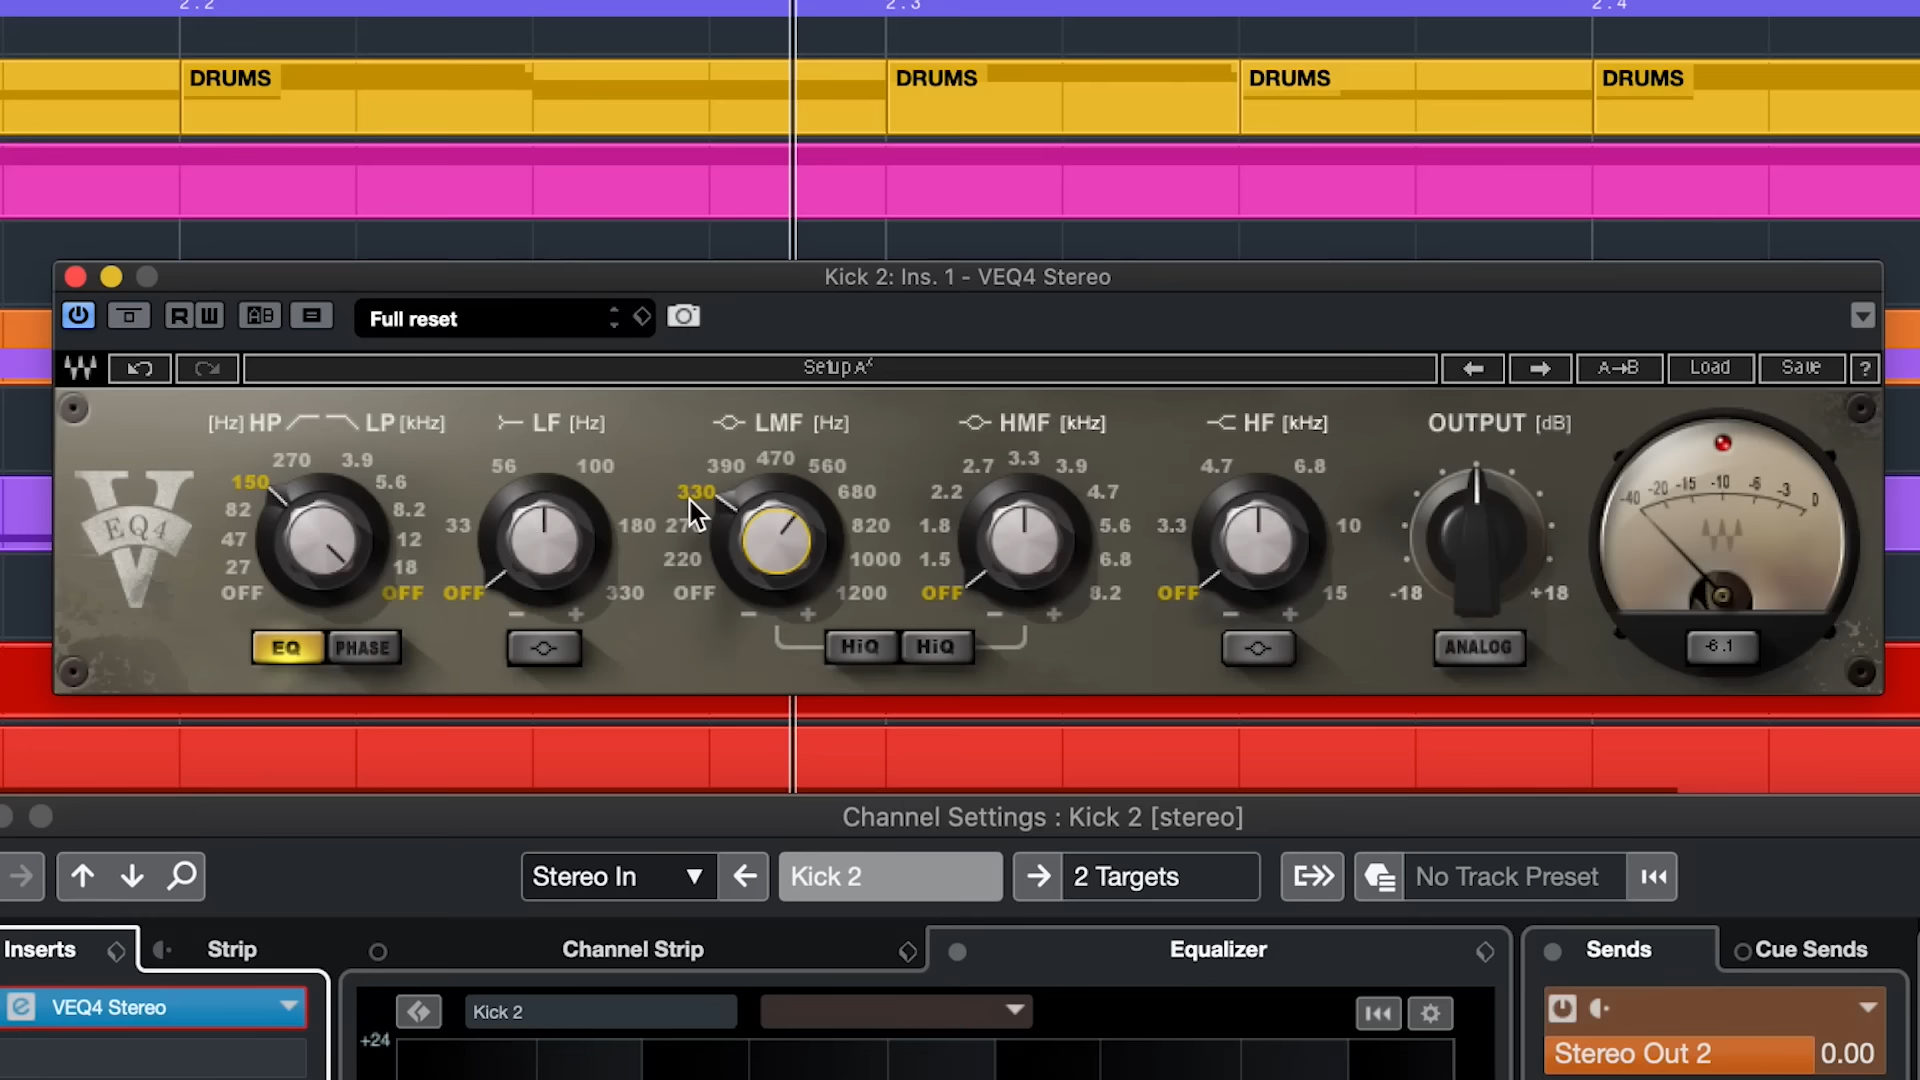 2.2 2.3 2.4
DRUMS DRUMS DRUMS DRUMS
Kick 2: Ins. 1 - VEQ4 Stereo
R W AB Full reset
Setup A* A→B Load Save ?
[Hz] HP LP [kHz] LF [Hz] LMF [Hz] HMF [kHz] HF [kHz] OUTPUT [dB]
270 3.9 56 100 390 470 560 2.7 3.3 3.9 4.7 6.8
150 5.6 330 680 2.2 4.7 -40 -20 -15 -10 -6 -3 0
82 8.2 33 180 820 1.8 5.6 3.3 10
V EQ4
47 12 220 1000 1.5 6.8
27 18
OFF OFF OFF 330 OFF 1200 OFF 8.2 OFF 15 -18 +18
− + − + − + − +
EQ PHASE HiQ HiQ ANALOG -6.1
Channel Settings : Kick 2 [stereo]
Stereo In Kick 2 2 Targets No Track Preset
Inserts Strip Channel Strip Equalizer Sends Cue Sends
VEQ4 Stereo Kick 2
+24
Stereo Out 2 0.00